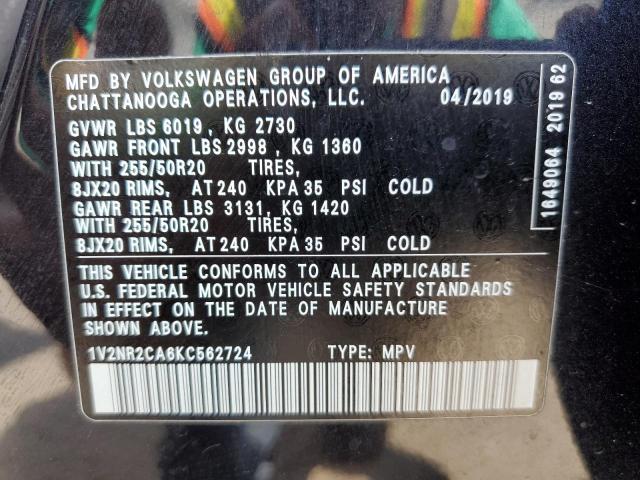 MFD BY VOLKSWAGEN GROUP OF AMERICA
CHATTANOOGA OPERATIONS, LLC. 04/2019
GVWR LBS 6019, KG 2730
GAWR FRONT LBS 2998, KG 1360
WITH 255/50R20 TIRES,
8JX20 RIMS, AT 240 KPA 35 PSI COLD
GAWR REAR LBS 3131, KG 1420
WITH 255/50R20 TIRES,
8JX20 RIMS, AT 240 KPA 35 PSI COLD
THIS VEHICLE CONFORMS TO ALL APPLICABLE
U.S. FEDERAL MOTOR VEHICLE SAFETY STANDARDS
IN EFFECT ON THE DATE OF MANUFACTURE
SHOWN ABOVE.
1V2NR2CA6KC562724 TYPE: MPV
1649064 2019 62